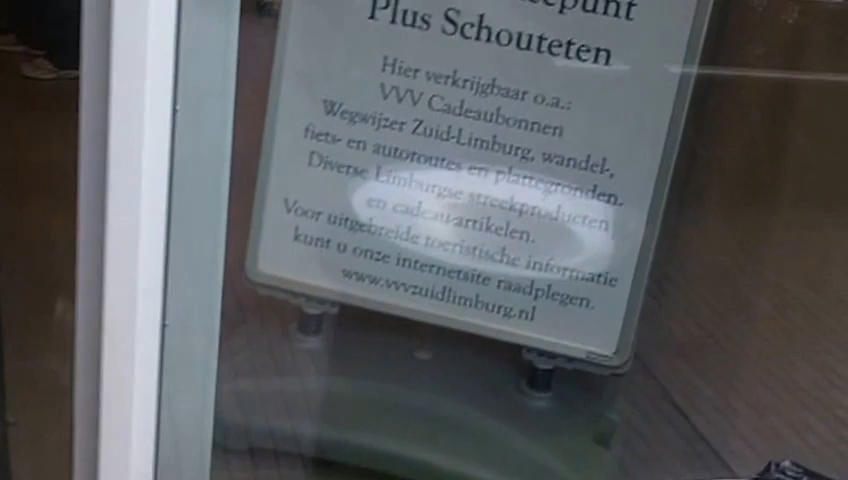 Plus Schouteten
Hier verkrijgbaar o.a.:
VVV Cadeaubonnen
Wegwijzer Zuid-Limburg, wandel-,
fiets- en autoroutes en plattegronden.
Diverse Limburgse streekproducten
en cadeau-artikelen.
Voor uitgebreide toeristische informatie
kunt u onze internetsite raadplegen.
www.vvvzuidlimburg.nl